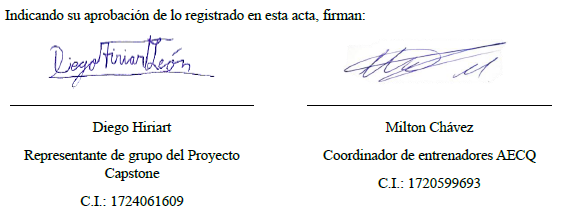 Indicando su aprobación de lo registrado en esta acta, firman:
Diego Hiriart León
Diego Hiriart
Representante de grupo del Proyecto
Capstone
C.I.: 1724061609
Milton Chávez
Coordinador de entrenadores AECQ
C.I.: 1720599693